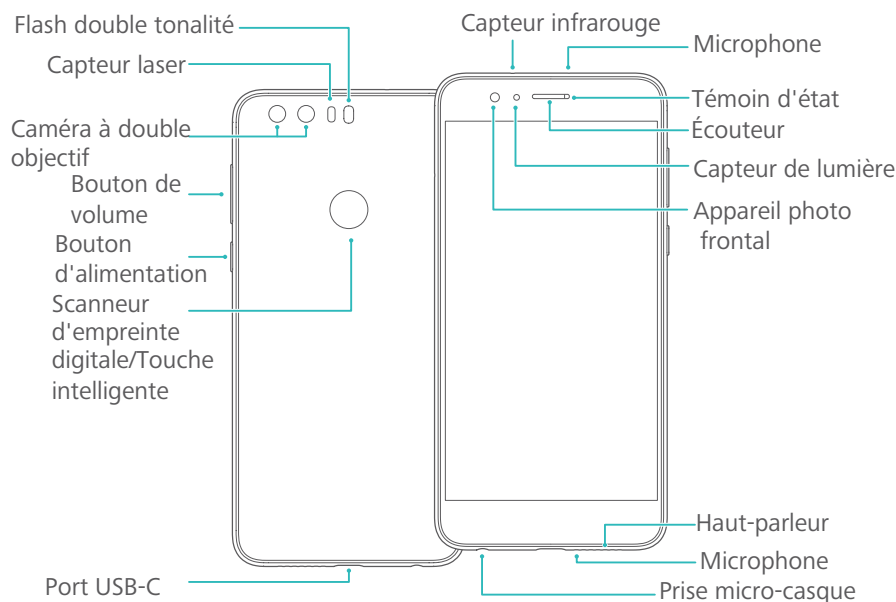 Flash double tonalité
Capteur laser
Caméra à double
objectif
Bouton de
volume
Bouton
d'alimentation
Scanneur
d'empreinte
digitale/Touche
intelligente
Port USB-C
Capteur infrarouge
Microphone
Témoin d'état
Écouteur
Capteur de lumière
Appareil photo
frontal
Haut-parleur
Microphone
Prise micro-casque